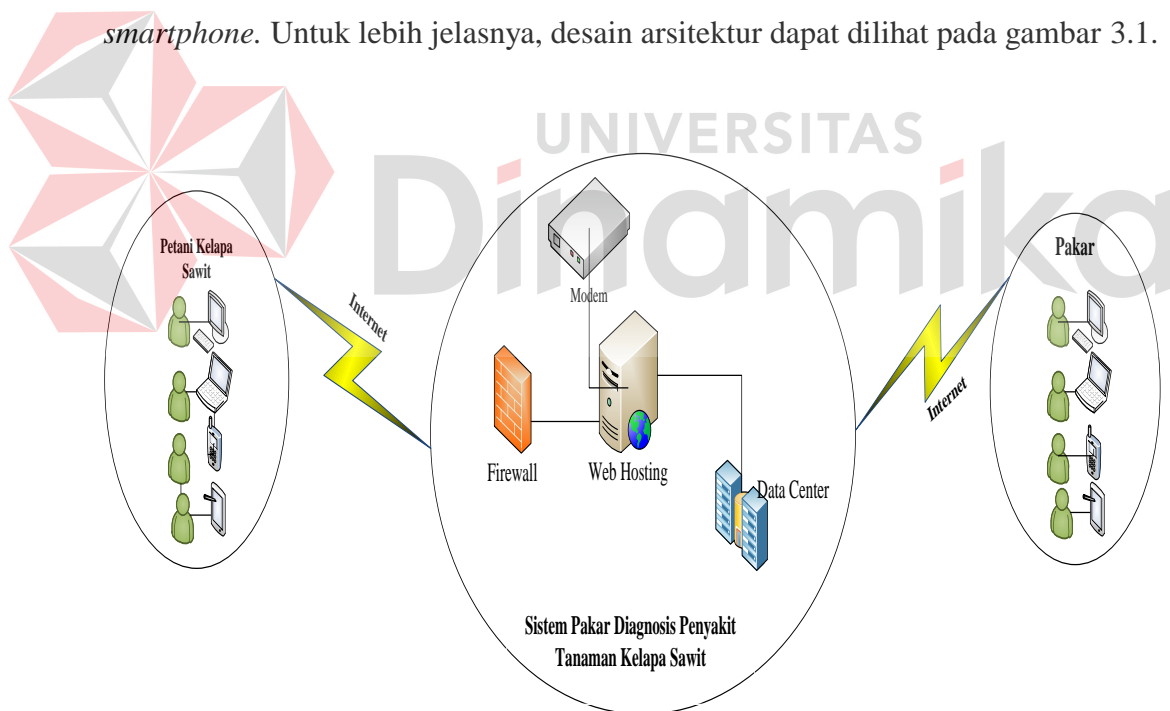 smartphone. Untuk lebih jelasnya, desain arsitektur dapat dilihat pada gambar 3.1.
UNIVERSITAS
Dinamika
Petani Kelapa
Sawit
Internet
Modem
Firewall
Web Hosting
Data Center
Sistem Pakar Diagnosis Penyakit
Tanaman Kelapa Sawit
Internet
Pakar